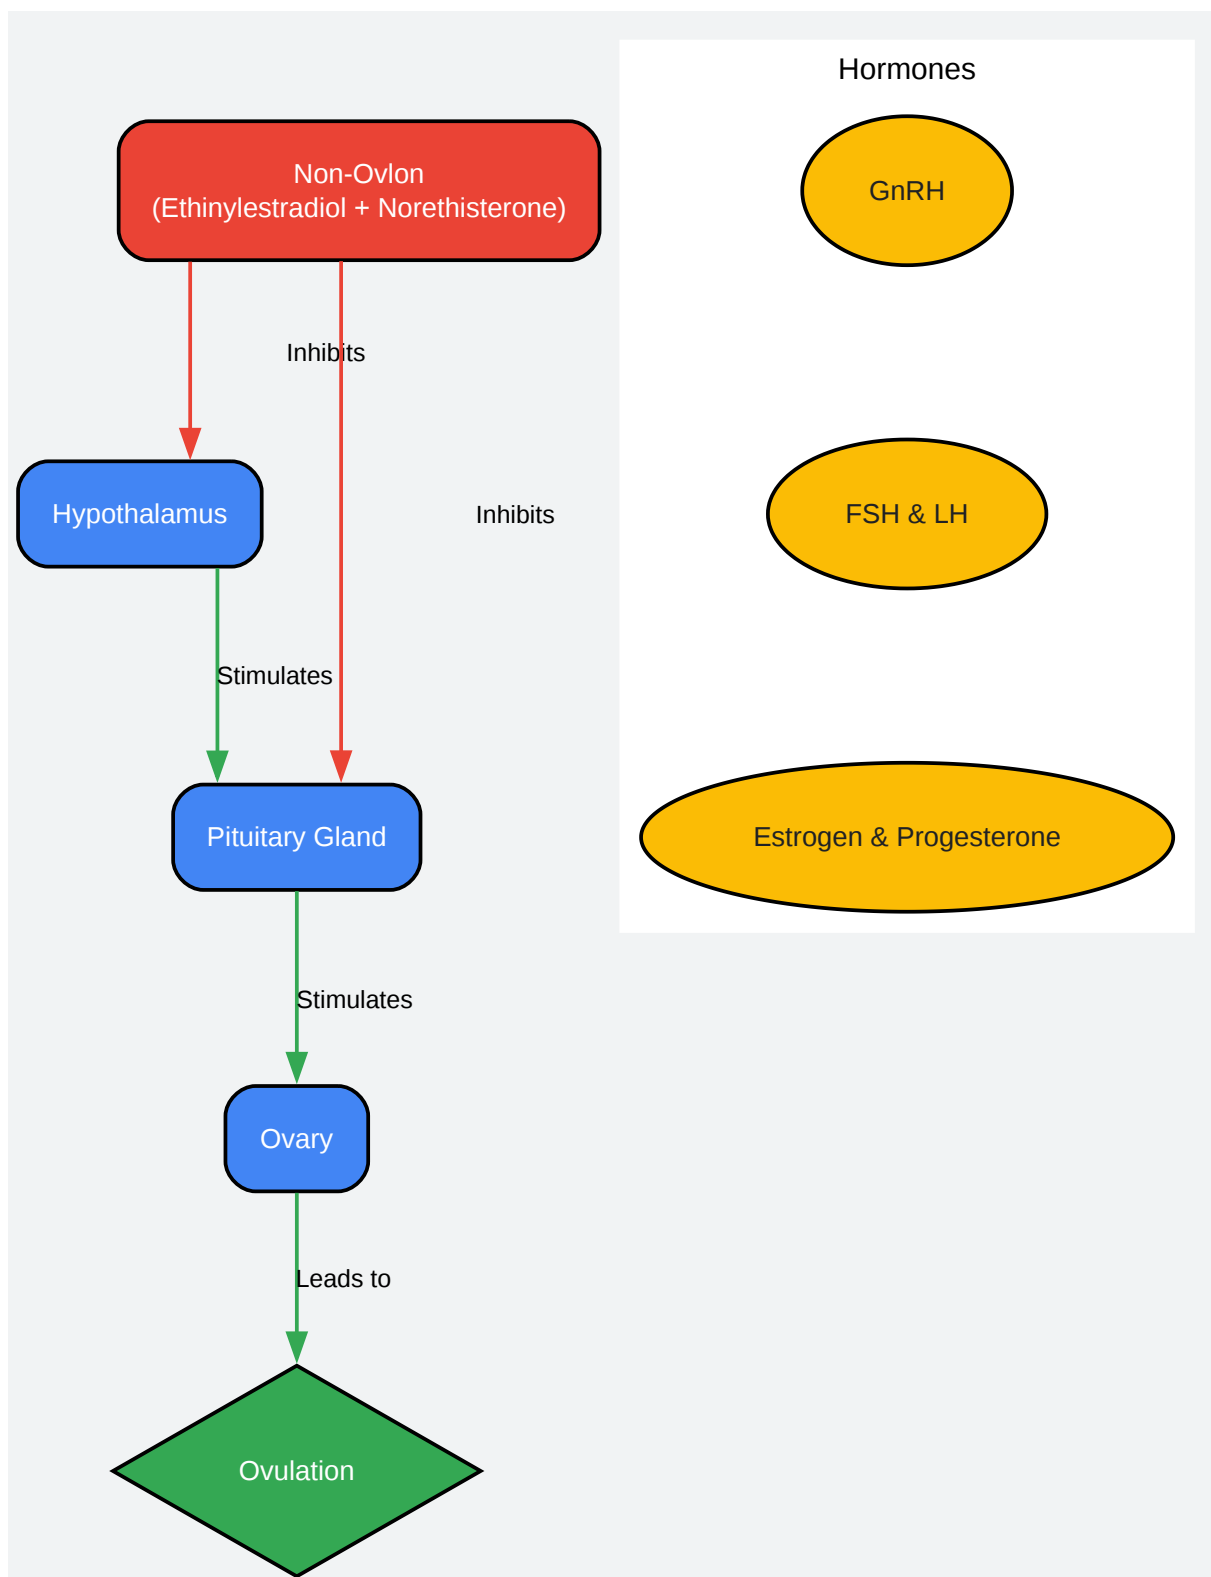 Hormones
Non-Ovlon
(Ethinylestradiol + Norethisterone)
GnRH
Inhibits
Hypothalamus
Inhibits
FSH & LH
Stimulates
Pituitary Gland
Estrogen & Progesterone
Stimulates
Ovary
Leads to
Ovulation